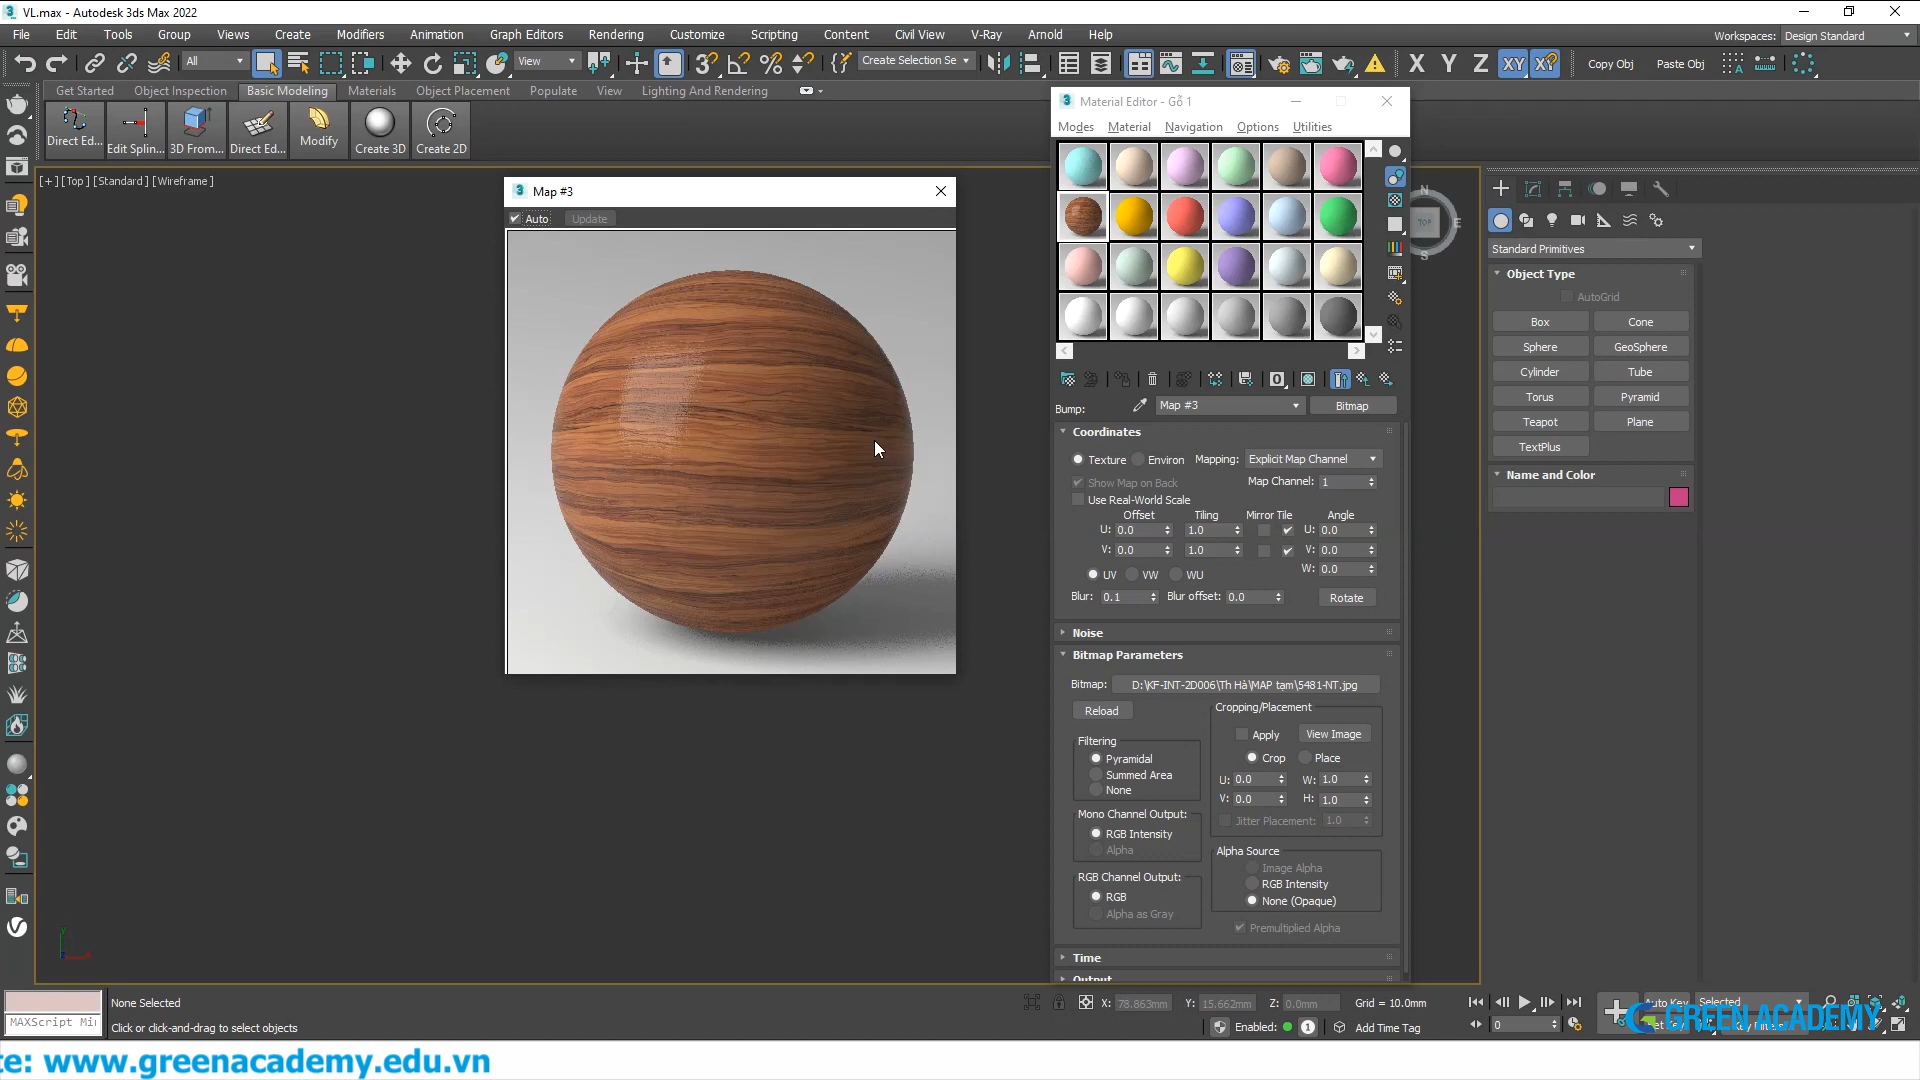 VL.max - Autodesk 3ds Max 2022
File Edit Tools Group Views Create Modifiers Animation Graph Editors Rendering Customize Scripting Content Civil View V-Ray Arnold Help
Workspaces: Design Standard
All View Create Selection Se X Y Z XY XY Copy Obj Paste Obj
Get Started Object Inspection Basic Modeling Materials Object Placement Populate View Lighting And Rendering
Direct Ed... Edit Splin... 3D From... Direct Ed... Modify Create 3D Create 2D
[+] [Top] [Standard] [Wireframe]
Map #3
Auto Update
Material Editor - Gỗ 1
Modes Material Navigation Options Utilities
Bump: Map #3 Bitmap
Coordinates
Texture Environ Mapping: Explicit Map Channel
Show Map on Back Map Channel: 1
Use Real-World Scale
Offset Tiling Mirror Tile Angle
U: 0.0 1.0 U: 0.0
V: 0.0 1.0 V: 0.0
W: 0.0
UV VW WU
Blur: 0.1 Blur offset: 0.0 Rotate
Noise
Bitmap Parameters
Bitmap: D:\KF-INT-2D006\Th Hà\MAP tạm\5481-NT.jpg
Reload
Cropping/Placement
Apply View Image
Crop Place
U: 0.0 W: 1.0
V: 0.0 H: 1.0
Jitter Placement: 1.0
Filtering
Pyramidal
Summed Area
None
Mono Channel Output:
RGB Intensity
Alpha
RGB Channel Output:
RGB
Alpha as Gray
Alpha Source
Image Alpha
RGB Intensity
None (Opaque)
Premultiplied Alpha
Time
Output
N
TOP
E
S
Standard Primitives
Object Type
AutoGrid
Box Cone
Sphere GeoSphere
Cylinder Tube
Torus Pyramid
Teapot Plane
TextPlus
Name and Color
None Selected
MAXScript Mi
Click or click-and-drag to select objects
X: 78.863mm Y: 15.662mm Z: 0.0mm Grid = 10.0mm
Enabled: 1 Add Time Tag
0
Auto Key Selected
GREEN ACADEMY
te: www.greenacademy.edu.vn